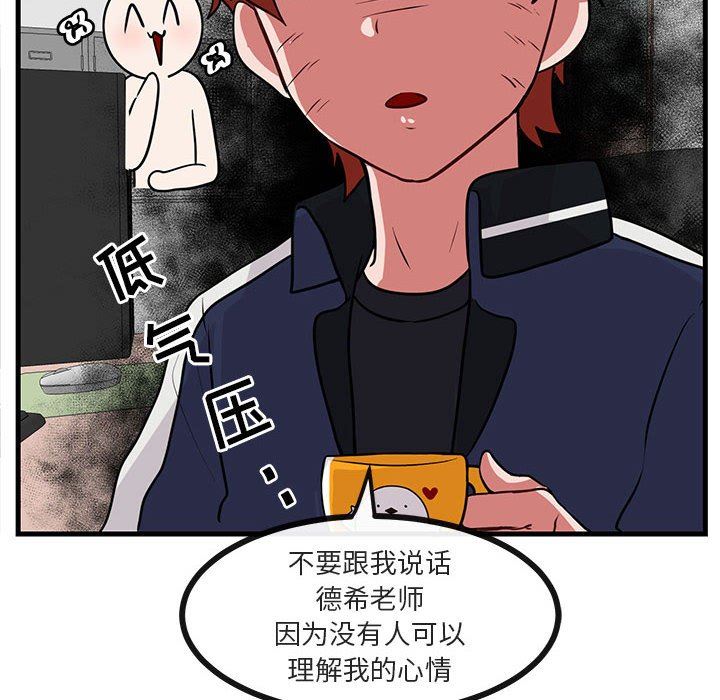 低气压:
不要跟我说话
德希老师
因为没有人可以
理解我的心情